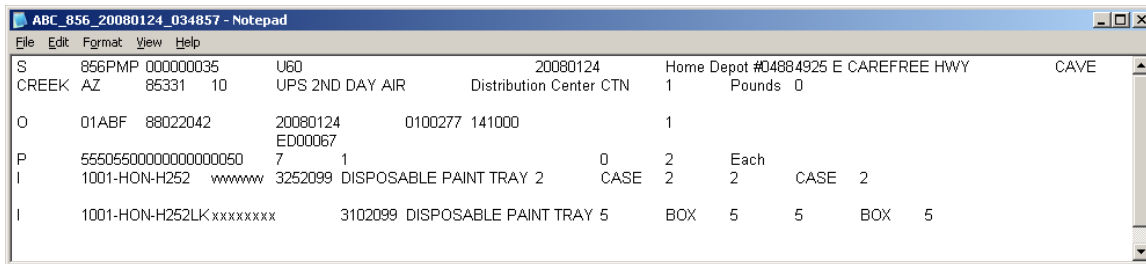 ABC_856_20080124_034857 - Notepad
File Edit Format View Help
S 856PMP 000000035 U60 20080124 Home Depot #04884925 E CAREFREE HWY CAVE
CREEK AZ 85331 10 UPS 2ND DAY AIR Distribution Center CTN 1 Pounds 0
O 01ABF 88022042 20080124 0100277 141000 1
ED00067
P 55505500000000000050 7 1 0 2 Each
I 1001-HON-H252 wwwww 3252099 DISPOSABLE PAINT TRAY 2 CASE 2 2 CASE 2
I 1001-HON-H252LK xxxxxxxx 3102099 DISPOSABLE PAINT TRAY 5 BOX 5 5 BOX 5